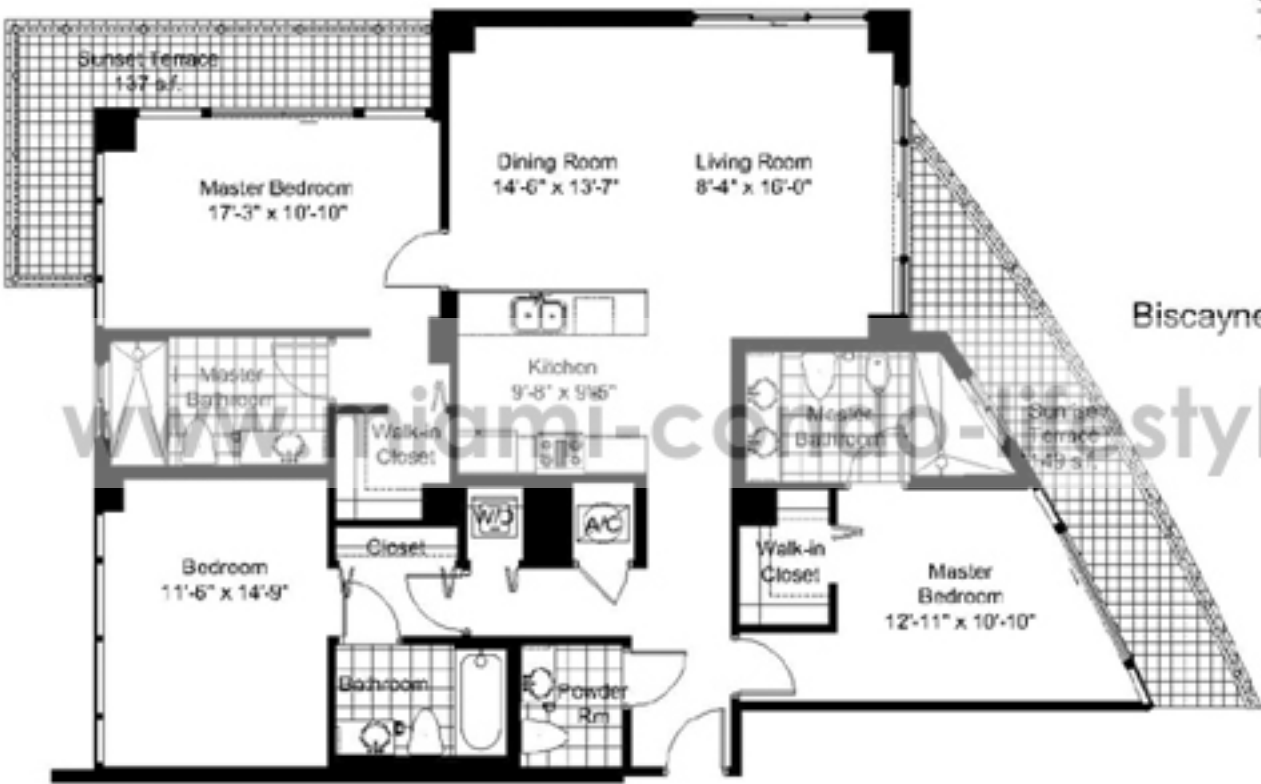 Sunset Terrace
137 s.f.
Master Bedroom
17'-3" x 10'-10"
Dining Room
14'-6" x 13'-7"
Living Room
8'-4" x 16'-0"
Biscayne
Master
Bathroom
Kitchen
9'-8" x
Master
Bathroom
Terrace
149 s.f.
www.miami-condo-lifestyl
Walk-in
Closet
W/D
A/C
Closet
Walk-in
Closet
Bedroom
11'-6" x 14'-9"
Master
Bedroom
12'-11" x 10'-10"
Bathroom
Powder
Rm